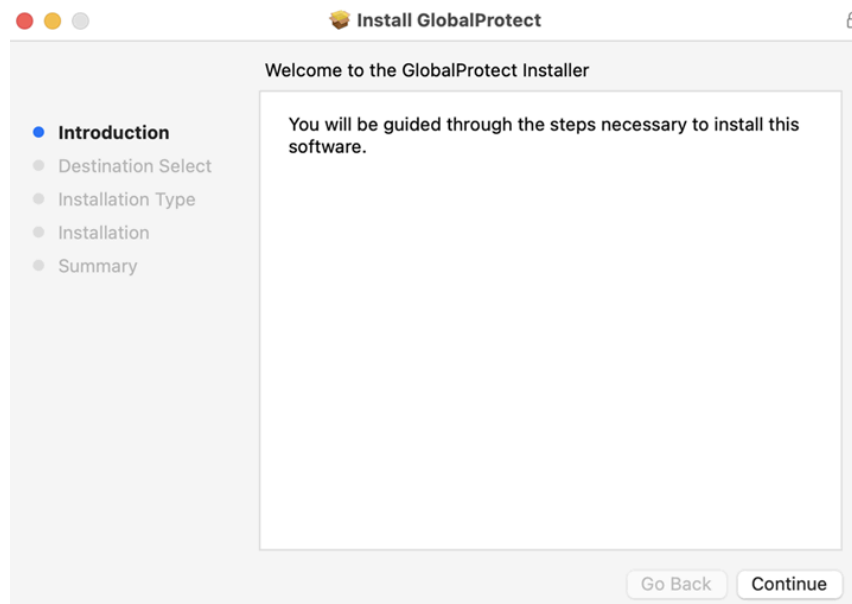 Install GlobalProtect
Welcome to the GlobalProtect Installer
Introduction
Destination Select
Installation Type
Installation
Summary
You will be guided through the steps necessary to install this
software.
Go Back
Continue